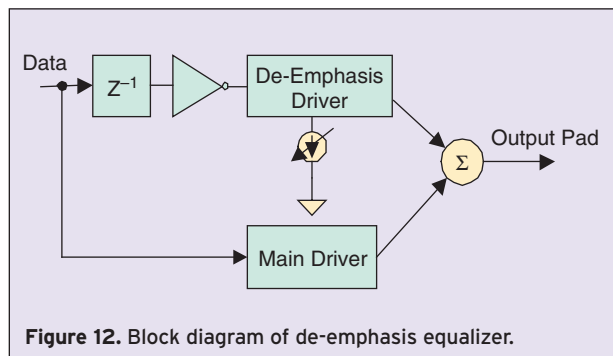 Data
Z⁻¹
De-Emphasis
Driver
Output Pad
Σ
Main Driver
Figure 12. Block diagram of de-emphasis equalizer.